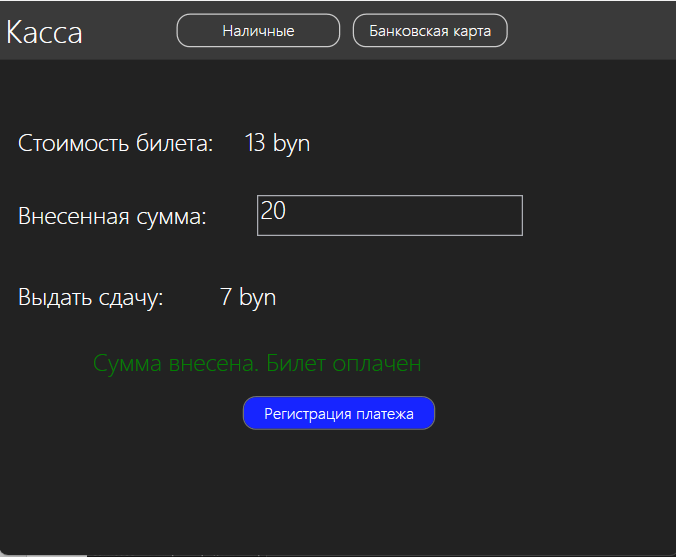 Касса
Наличные
Банковская карта
Стоимость билета: 13 byn
Внесенная сумма: 20
Выдать сдачу: 7 byn
Сумма внесена. Билет оплачен
Регистрация платежа